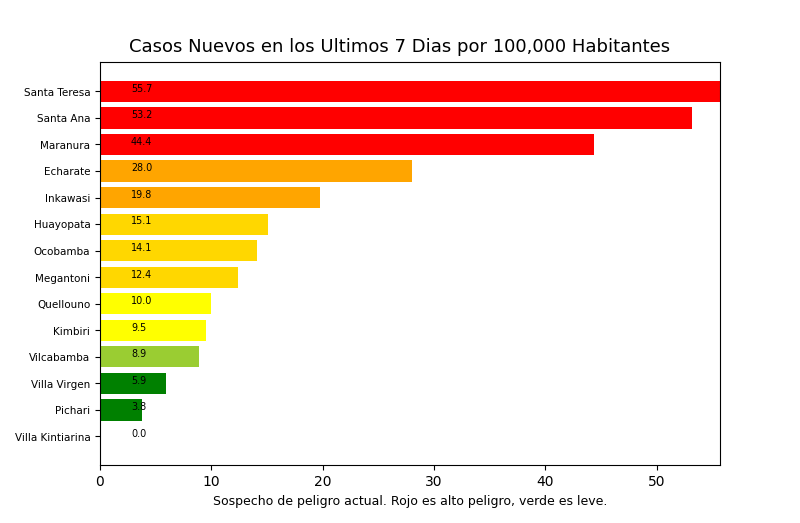 Casos Nuevos en los Ultimos 7 Dias por 100,000 Habitantes
Santa Teresa 55.7
Santa Ana 53.2
Maranura 44.4
Echarate 28.0
Inkawasi 19.8
Huayopata 15.1
Ocobamba 14.1
Megantoni 12.4
Quellouno 10.0
Kimbiri 9.5
Vilcabamba 8.9
Villa Virgen 5.9
Pichari 3.8
Villa Kintiarina 0.0
0 10 20 30 40 50
Sospecho de peligro actual. Rojo es alto peligro, verde es leve.